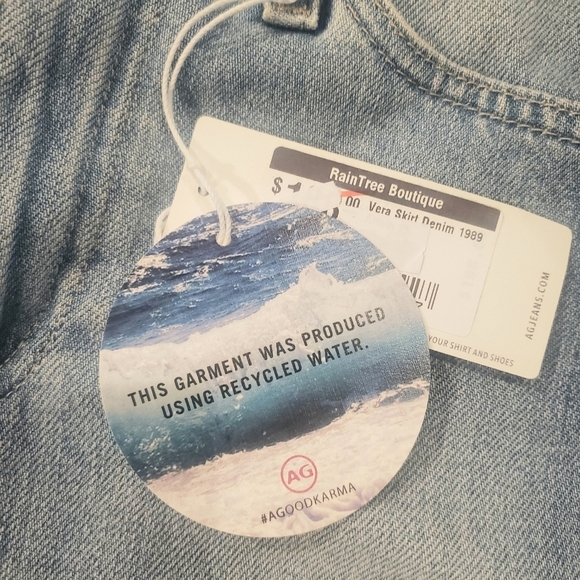 RainTree Boutique
$
00 Vera Skirt Denim 1989
AGJEANS.COM
YOUR SHIRT AND SHOES
THIS GARMENT WAS PRODUCED
USING RECYCLED WATER.
AG
#AGOODKARMA